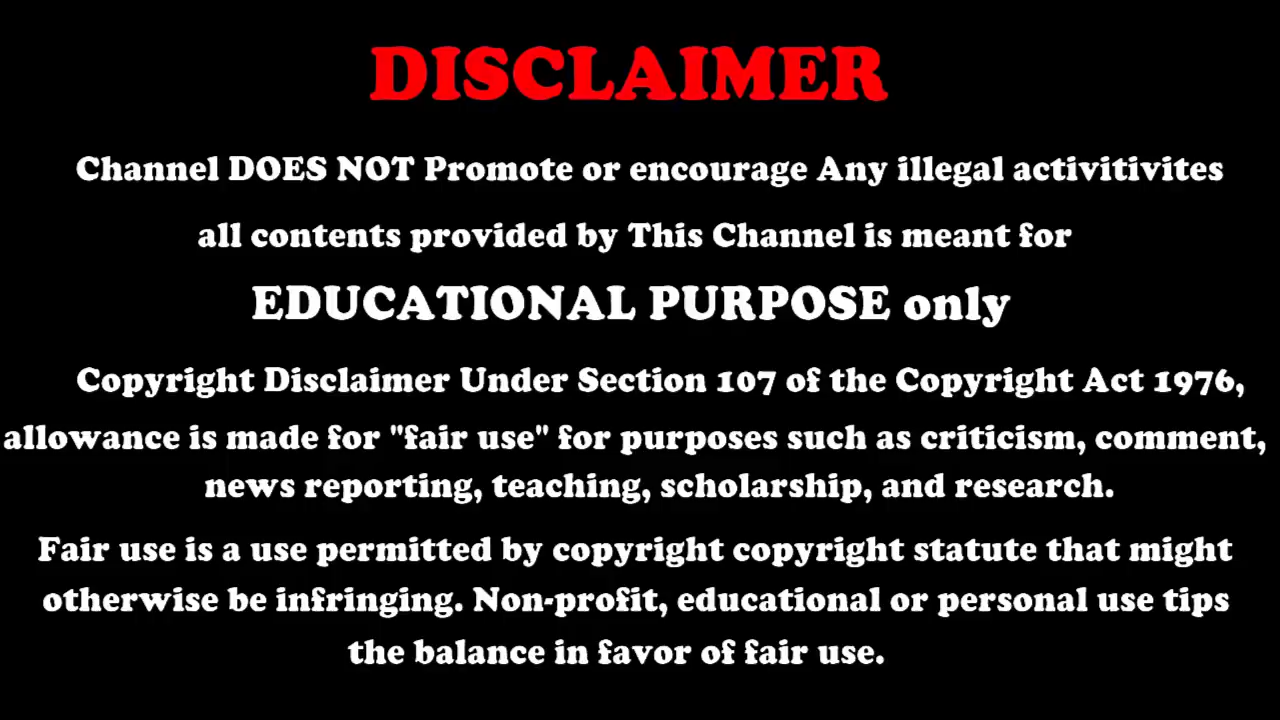 DISCLAIMER
Channel DOES NOT Promote or encourage Any illegal activitivites
all contents provided by This Channel is meant for
EDUCATIONAL PURPOSE only
Copyright Disclaimer Under Section 107 of the Copyright Act 1976,
allowance is made for "fair use" for purposes such as criticism, comment,
news reporting, teaching, scholarship, and research.
Fair use is a use permitted by copyright copyright statute that might
otherwise be infringing. Non-profit, educational or personal use tips
the balance in favor of fair use.